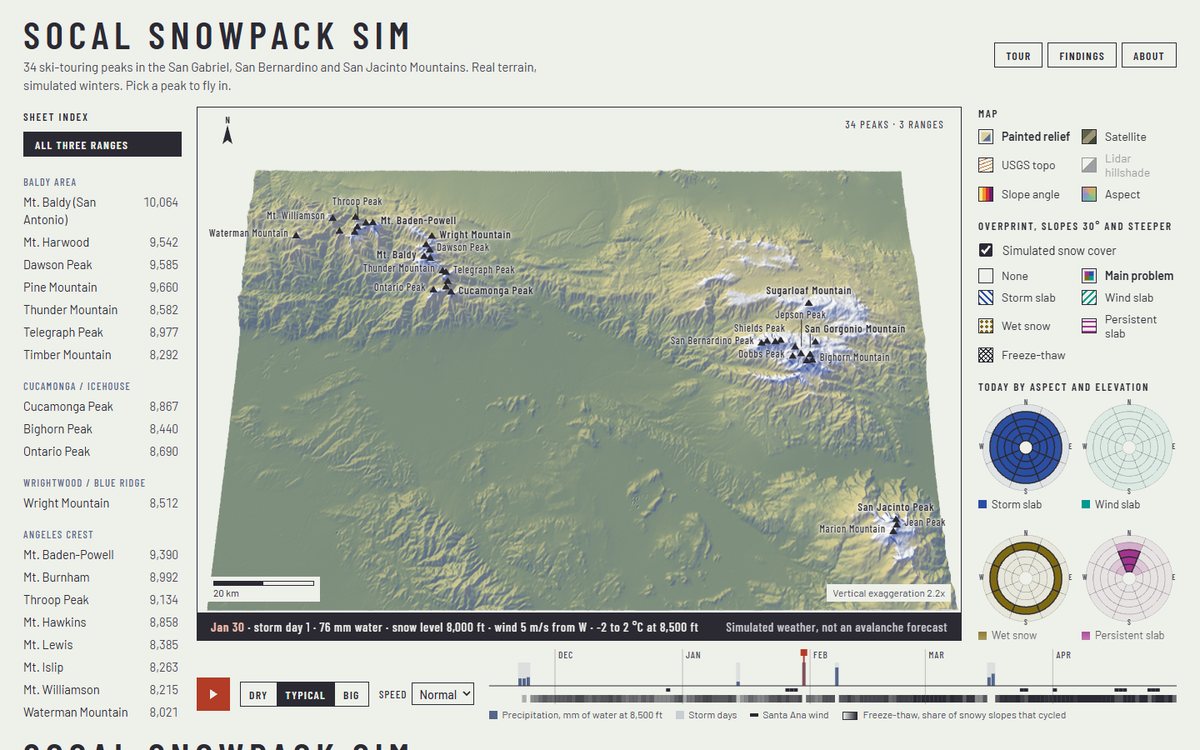 SOCAL SNOWPACK SIM
34 ski-touring peaks in the San Gabriel, San Bernardino and San Jacinto Mountains. Real terrain,
simulated winters. Pick a peak to fly in.
TOUR
FINDINGS
ABOUT
SHEET INDEX
ALL THREE RANGES
BALDY AREA
Mt. Baldy (San 10,064
Antonio)
Mt. Harwood 9,542
Dawson Peak 9,585
Pine Mountain 9,660
Thunder Mountain 8,582
Telegraph Peak 8,977
Timber Mountain 8,292
CUCAMONGA / ICEHOUSE
Cucamonga Peak 8,867
Bighorn Peak 8,440
Ontario Peak 8,690
WRIGHTWOOD / BLUE RIDGE
Wright Mountain 8,512
ANGELES CREST
Mt. Baden-Powell 9,390
Mt. Burnham 8,992
Throop Peak 9,134
Mt. Hawkins 8,858
Mt. Lewis 8,385
Mt. Islip 8,263
Mt. Williamson 8,215
Waterman Mountain 8,021
N
34 PEAKS · 3 RANGES
Throop Peak
Mt. Williamson
Mt. Baden-Powell
Waterman Mountain
Wright Mountain
Dawson Peak
Mt. Baldy
Thunder Mountain
Telegraph Peak
Ontario Peak
Cucamonga Peak
Sugarloaf Mountain
Jepson Peak
Shields Peak
San Gorgonio Mountain
San Bernardino Peak
Dobbs Peak
Bighorn Mountain
San Jacinto Peak
Jean Peak
Marion Mountain
20 km
Vertical exaggeration 2.2x
Jan 30 · storm day 1 · 76 mm water · snow level 8,000 ft · wind 5 m/s from W · -2 to 2 °C at 8,500 ft
Simulated weather, not an avalanche forecast
DRY
TYPICAL
BIG
SPEED
Normal
DEC
JAN
FEB
MAR
APR
Precipitation, mm of water at 8,500 ft
Storm days
Santa Ana wind
Freeze-thaw, share of snowy slopes that cycled
MAP
Painted relief
Satellite
USGS topo
Lidar
hillshade
Slope angle
Aspect
OVERPRINT, SLOPES 30° AND STEEPER
Simulated snow cover
None
Main problem
Storm slab
Wind slab
Wet snow
Persistent
slab
Freeze-thaw
TODAY BY ASPECT AND ELEVATION
N
W
E
S
Storm slab
N
W
E
S
Wind slab
N
W
E
S
Wet snow
N
W
E
S
Persistent slab
SOCAL SNOWPACK SIM